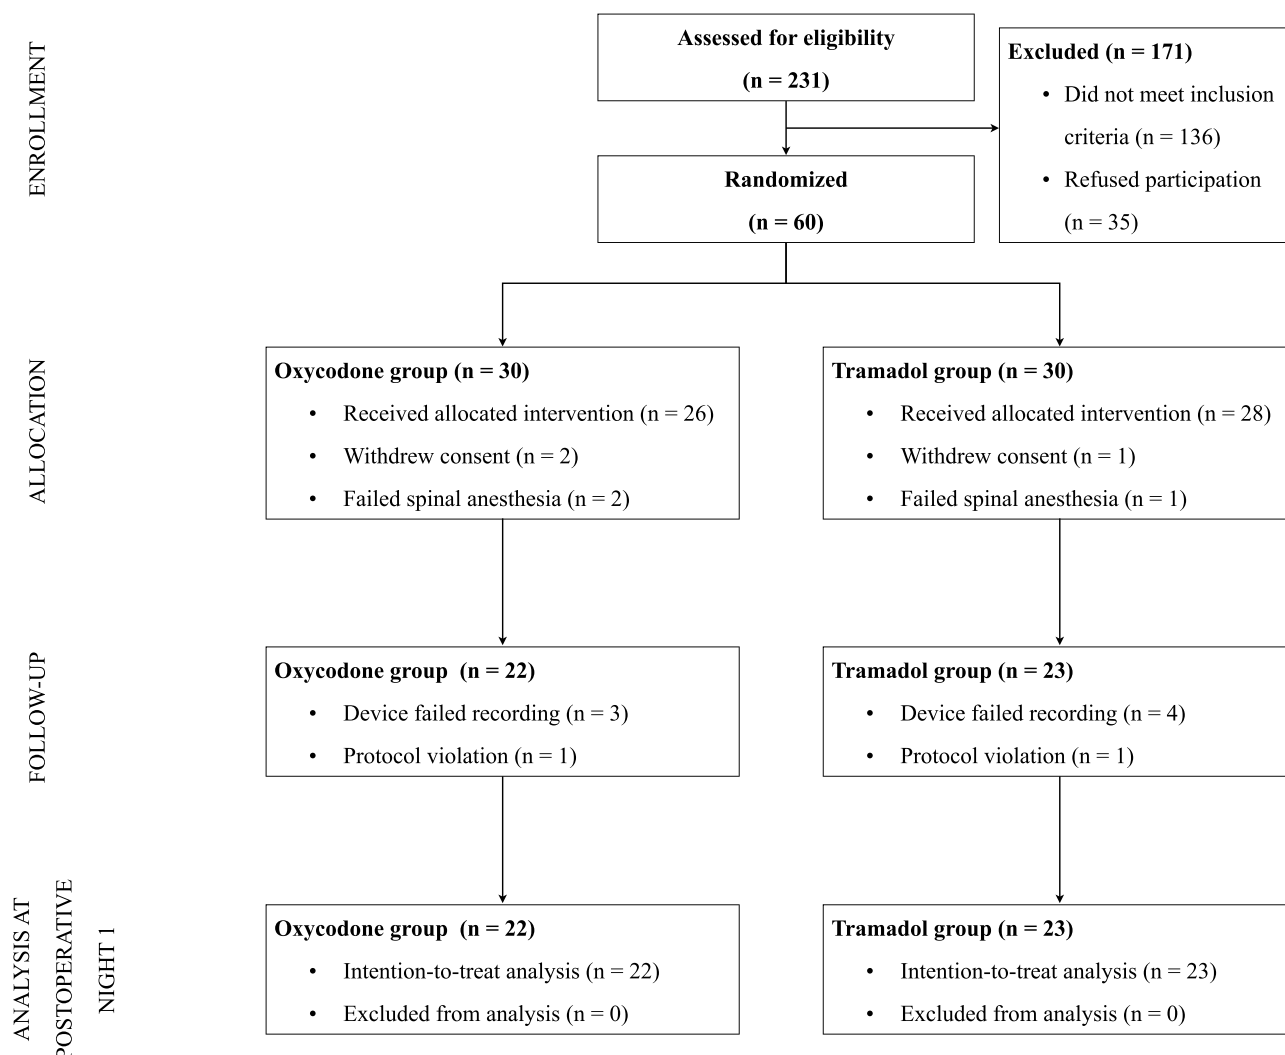 ENROLLMENT
Assessed for eligibility
(n = 231)
Excluded (n = 171)
• Did not meet inclusion
criteria (n = 136)
• Refused participation
(n = 35)
Randomized
(n = 60)
ALLOCATION
Oxycodone group (n = 30)
• Received allocated intervention (n = 26)
• Withdrew consent (n = 2)
• Failed spinal anesthesia (n = 2)
Tramadol group (n = 30)
• Received allocated intervention (n = 28)
• Withdrew consent (n = 1)
• Failed spinal anesthesia (n = 1)
FOLLOW-UP
Oxycodone group (n = 22)
• Device failed recording (n = 3)
• Protocol violation (n = 1)
Tramadol group (n = 23)
• Device failed recording (n = 4)
• Protocol violation (n = 1)
ANALYSIS AT
POSTOPERATIVE
NIGHT 1
Oxycodone group (n = 22)
• Intention-to-treat analysis (n = 22)
• Excluded from analysis (n = 0)
Tramadol group (n = 23)
• Intention-to-treat analysis (n = 23)
• Excluded from analysis (n = 0)